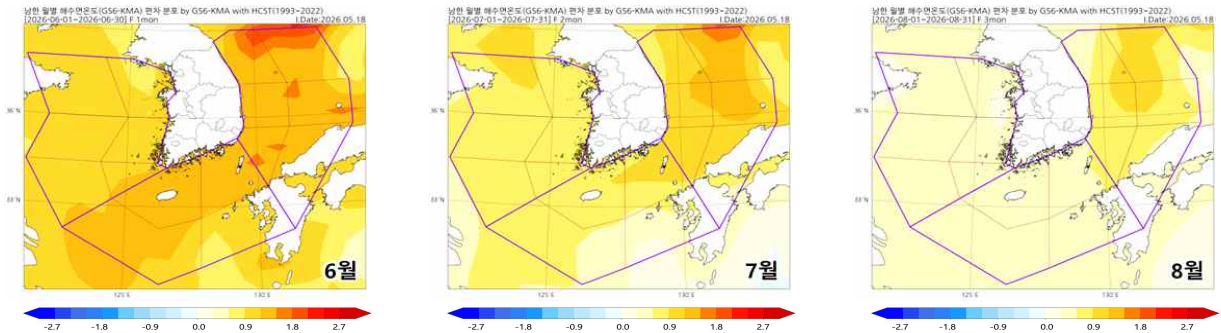 남한 월별 해수면온도(GS6-KMA) 편차 분포 by GS6-KMA with HCST(1993~2022)
[2026-06-01~2026-06-30] F 1mon I.Date:2026.05.18
36°N
33°N
125°E 130°E
6월
-2.7 -1.8 -0.9 0.0 0.9 1.8 2.7
남한 월별 해수면온도(GS6-KMA) 편차 분포 by GS6-KMA with HCST(1993~2022)
[2026-07-01~2026-07-31] F 2mon I.Date:2026.05.18
36°N
33°N
125°E 130°E
7월
-2.7 -1.8 -0.9 0.0 0.9 1.8 2.7
남한 월별 해수면온도(GS6-KMA) 편차 분포 by GS6-KMA with HCST(1993~2022)
[2026-08-01~2026-08-31] F 3mon I.Date:2026.05.18
36°N
33°N
125°E 130°E
8월
-2.7 -1.8 -0.9 0.0 0.9 1.8 2.7